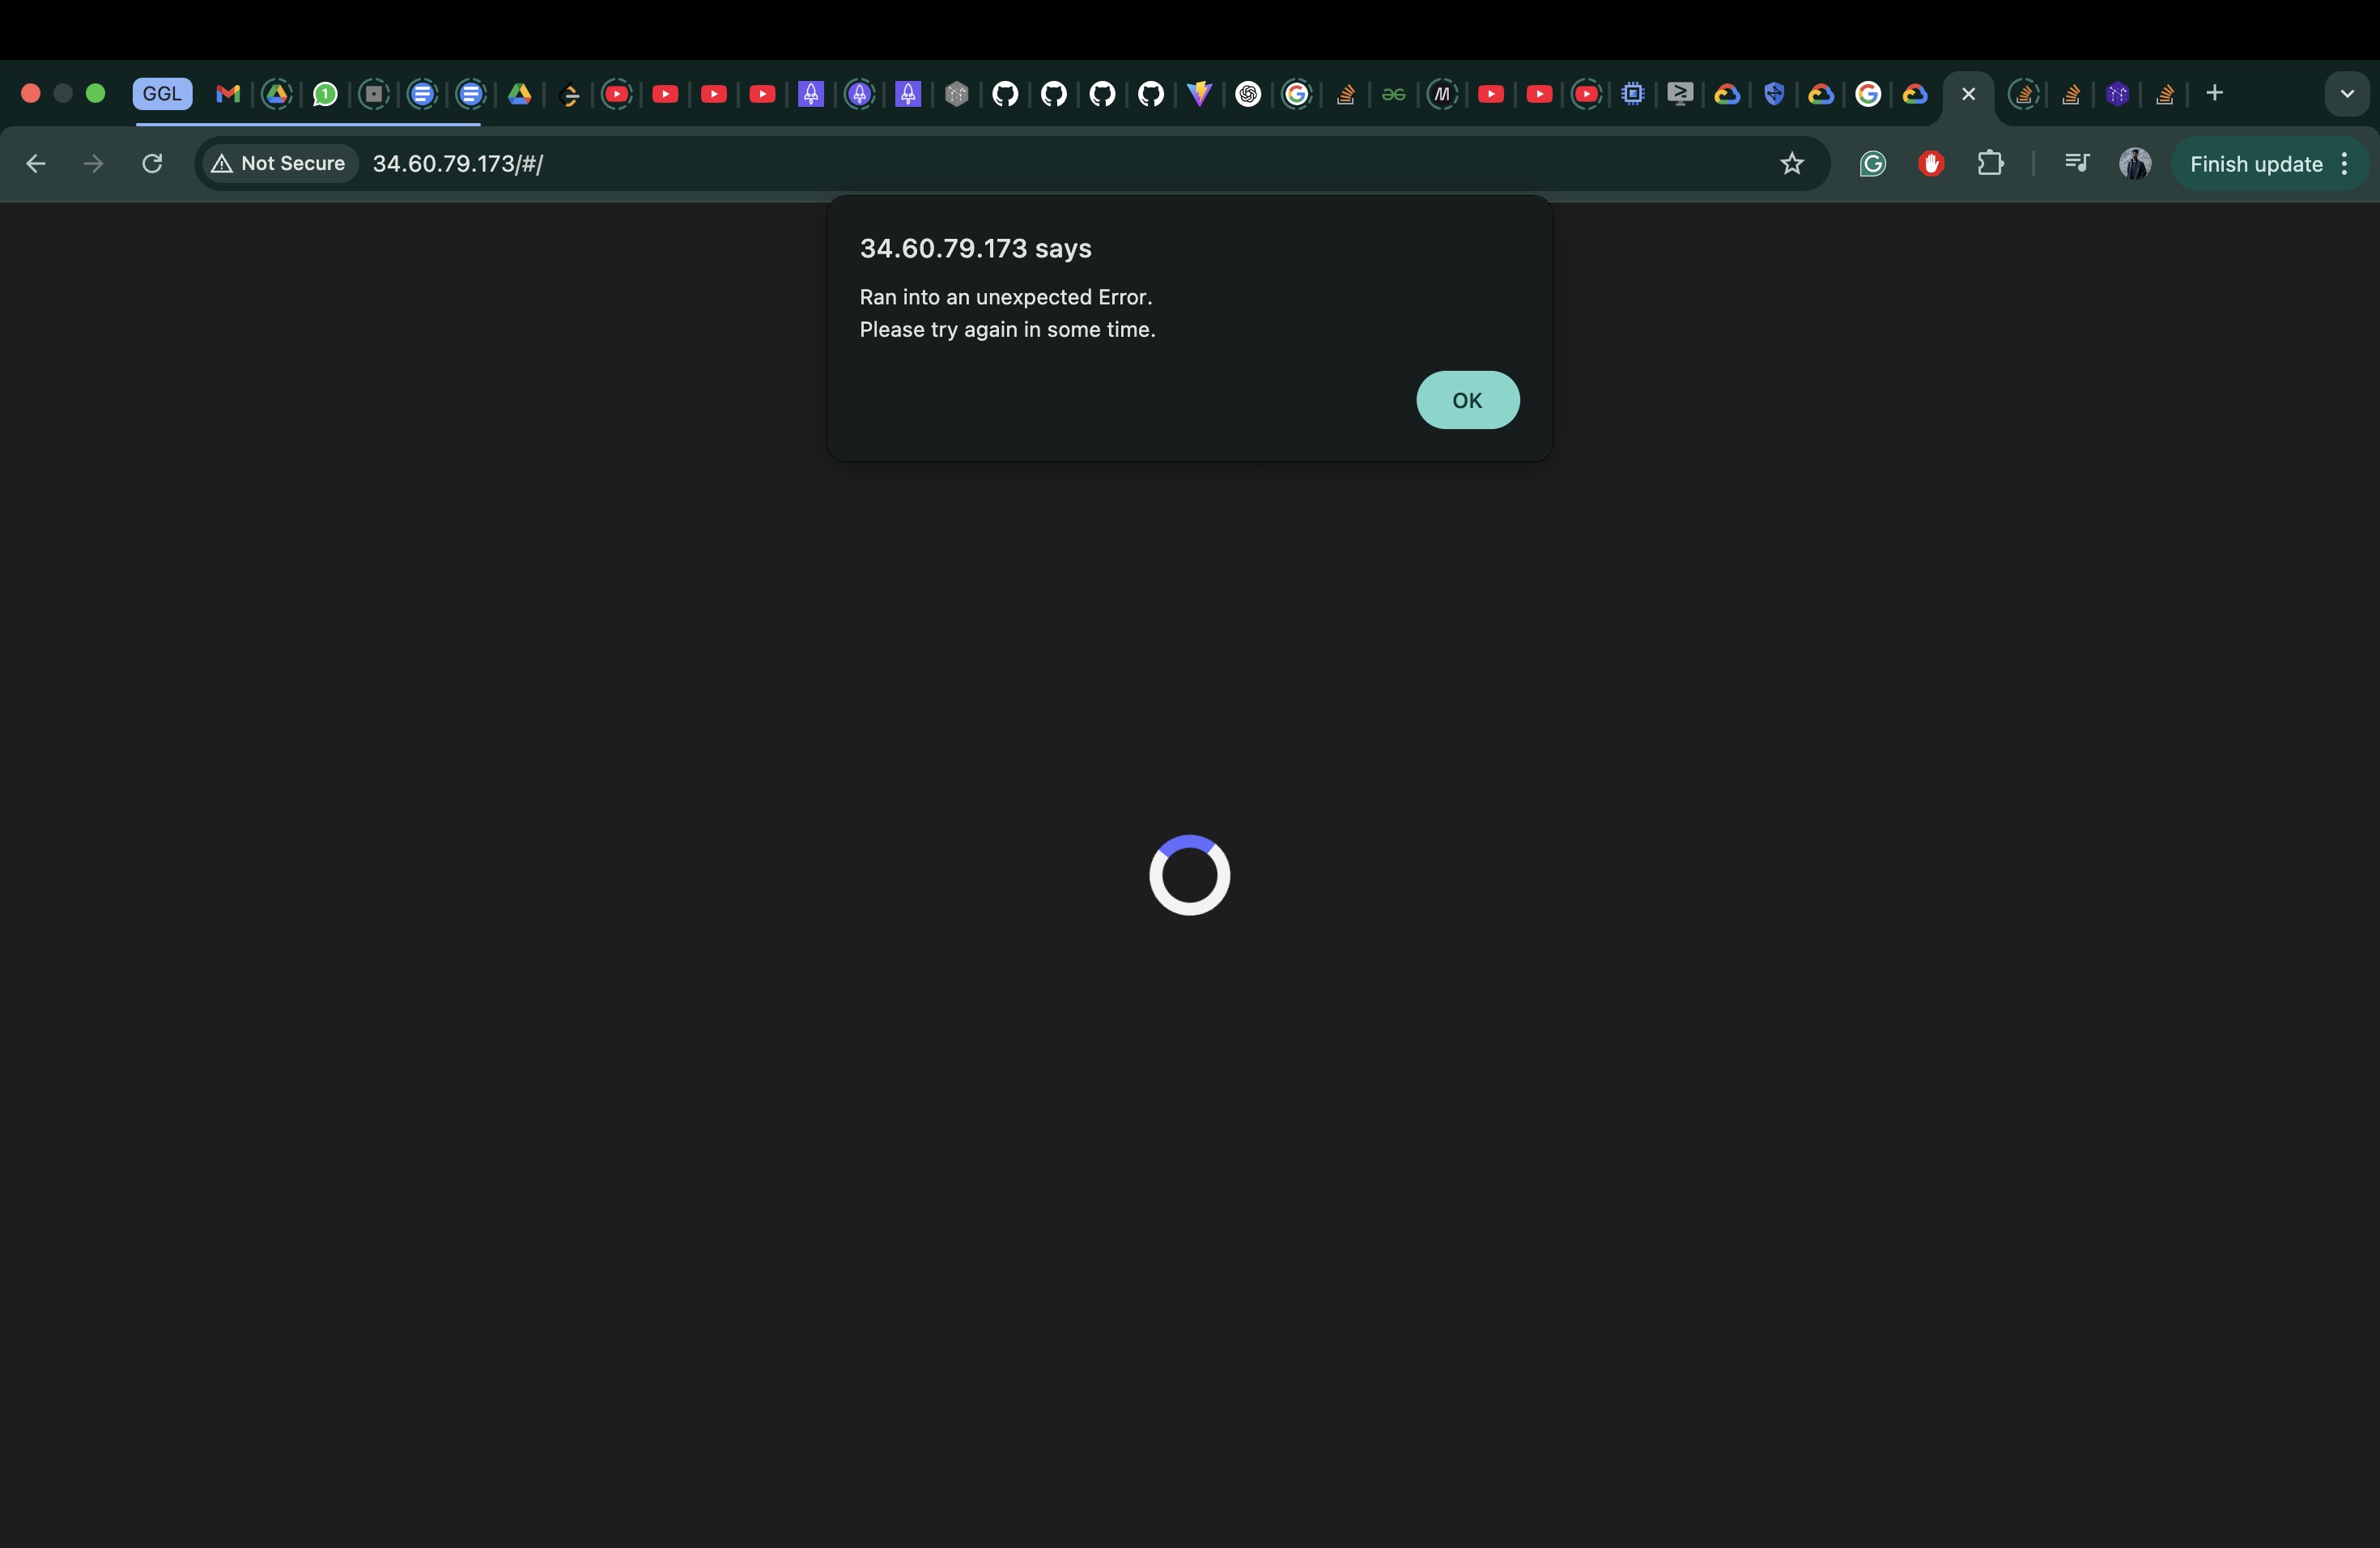 GGL
1
Not Secure
34.60.79.173/#/
Finish update
34.60.79.173 says
Ran into an unexpected Error.
Please try again in some time.
OK